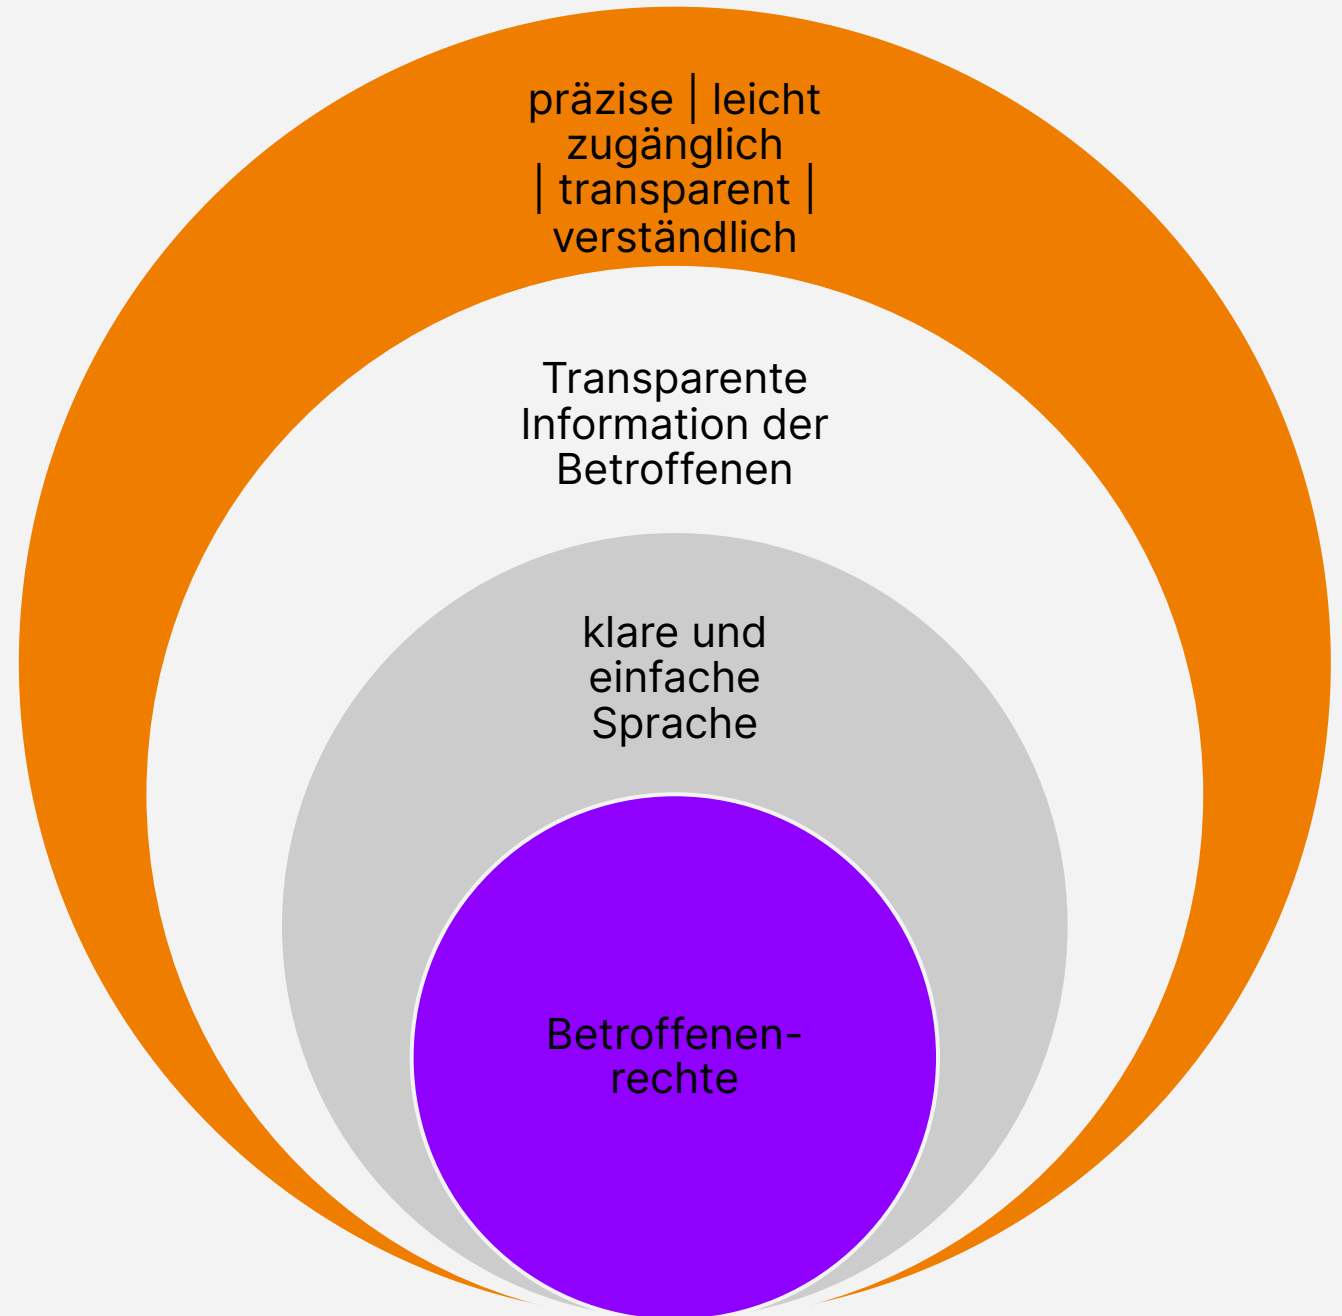 präzise | leicht
zugänglich
| transparent |
verständlich
Transparente
Information der
Betroffenen
klare und
einfache
Sprache
Betroffenen-
rechte